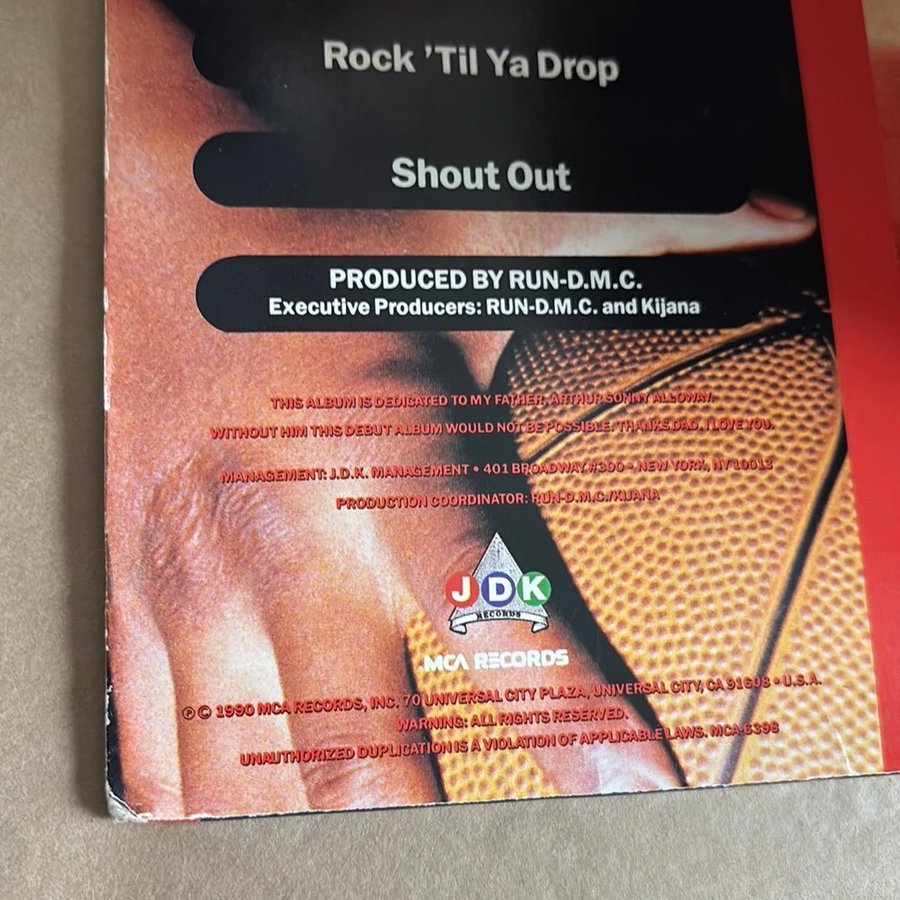 Rock 'Til Ya Drop
Shout Out
PRODUCED BY RUN-D.M.C.
Executive Producers: RUN-D.M.C. and Kijana
THIS ALBUM IS DEDICATED TO MY FATHER, ARTHUR SONNY ALLOWAY.
WITHOUT HIM THIS DEBUT ALBUM WOULD NOT BE POSSIBLE. THANKS DAD. I LOVE YOU.
MANAGEMENT: J.D.K. MANAGEMENT • 401 BROADWAY #300 • NEW YORK, NY 10013
PRODUCTION COORDINATOR: RUN-D.M.C./KIJANA
JDK
RECORDS
MCA RECORDS
℗ © 1990 MCA RECORDS, INC. 70 UNIVERSAL CITY PLAZA, UNIVERSAL CITY, CA 91608 • U.S.A.
WARNING: ALL RIGHTS RESERVED.
UNAUTHORIZED DUPLICATION IS A VIOLATION OF APPLICABLE LAWS. MCA-6398